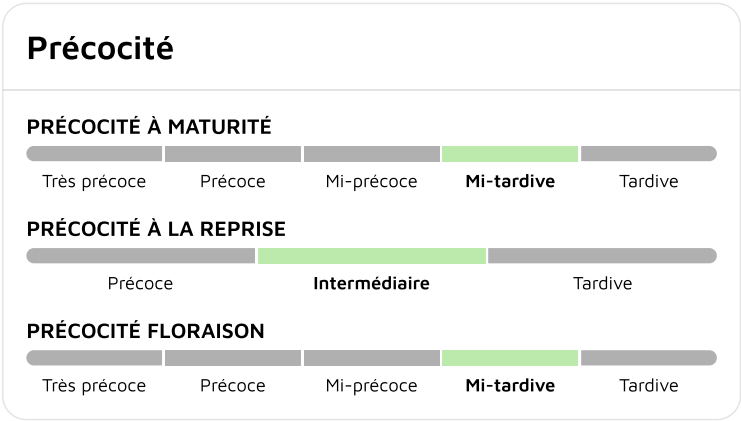 Précocité
PRÉCOCITÉ À MATURITÉ
Très précoce Précoce Mi-précoce Mi-tardive Tardive
PRÉCOCITÉ À LA REPRISE
Précoce Intermédiaire Tardive
PRÉCOCITÉ FLORAISON
Très précoce Précoce Mi-précoce Mi-tardive Tardive